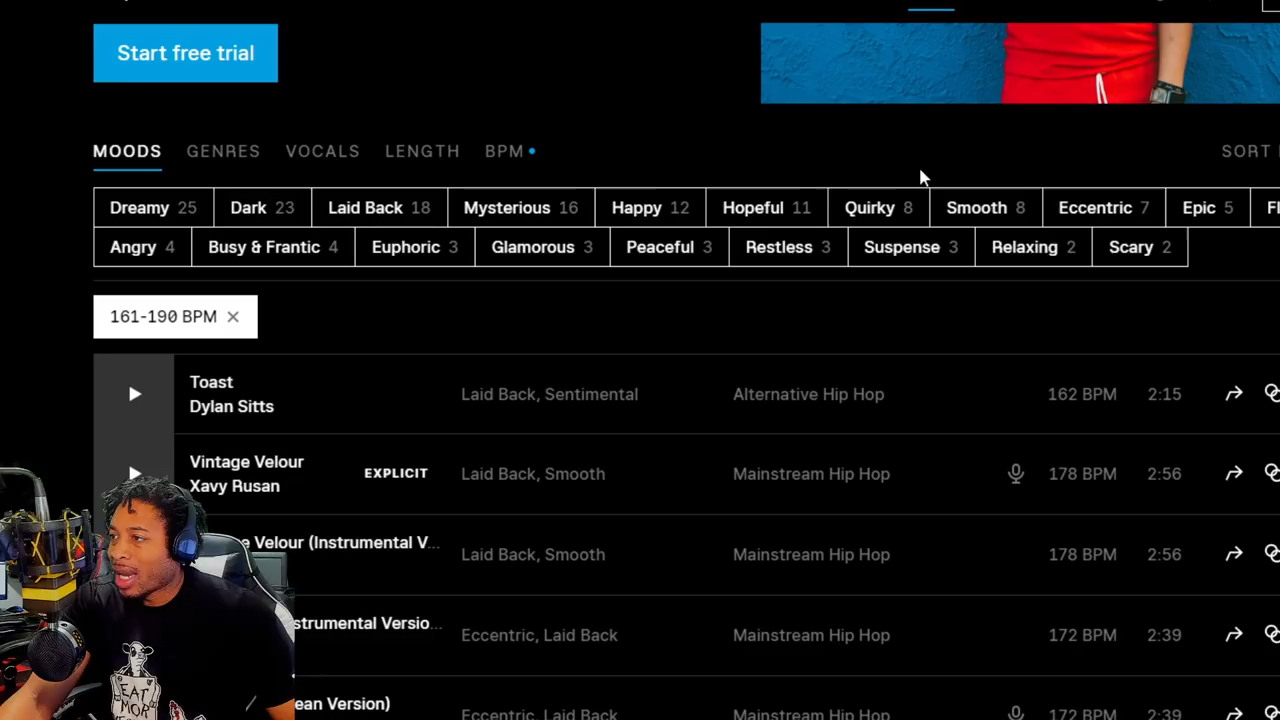 Start free trial
MOODS GENRES VOCALS LENGTH BPM SORT
Dreamy 25 Dark 23 Laid Back 18 Mysterious 16 Happy 12 Hopeful 11 Quirky 8 Smooth 8 Eccentric 7 Epic 5
Angry 4 Busy & Frantic 4 Euphoric 3 Glamorous 3 Peaceful 3 Restless 3 Suspense 3 Relaxing 2 Scary 2
161-190 BPM ×
Toast
Dylan Sitts
Laid Back, Sentimental Alternative Hip Hop 162 BPM 2:15
Vintage Velour
Xavy Rusan
EXPLICIT Laid Back, Smooth Mainstream Hip Hop 178 BPM 2:56
e Velour (Instrumental V... Laid Back, Smooth Mainstream Hip Hop 178 BPM 2:56
strumental Versio... Eccentric, Laid Back Mainstream Hip Hop 172 BPM 2:39
ean Version) Eccentric, Laid Back Mainstream Hip Hop 172 BPM 2:39
EAT
MOR